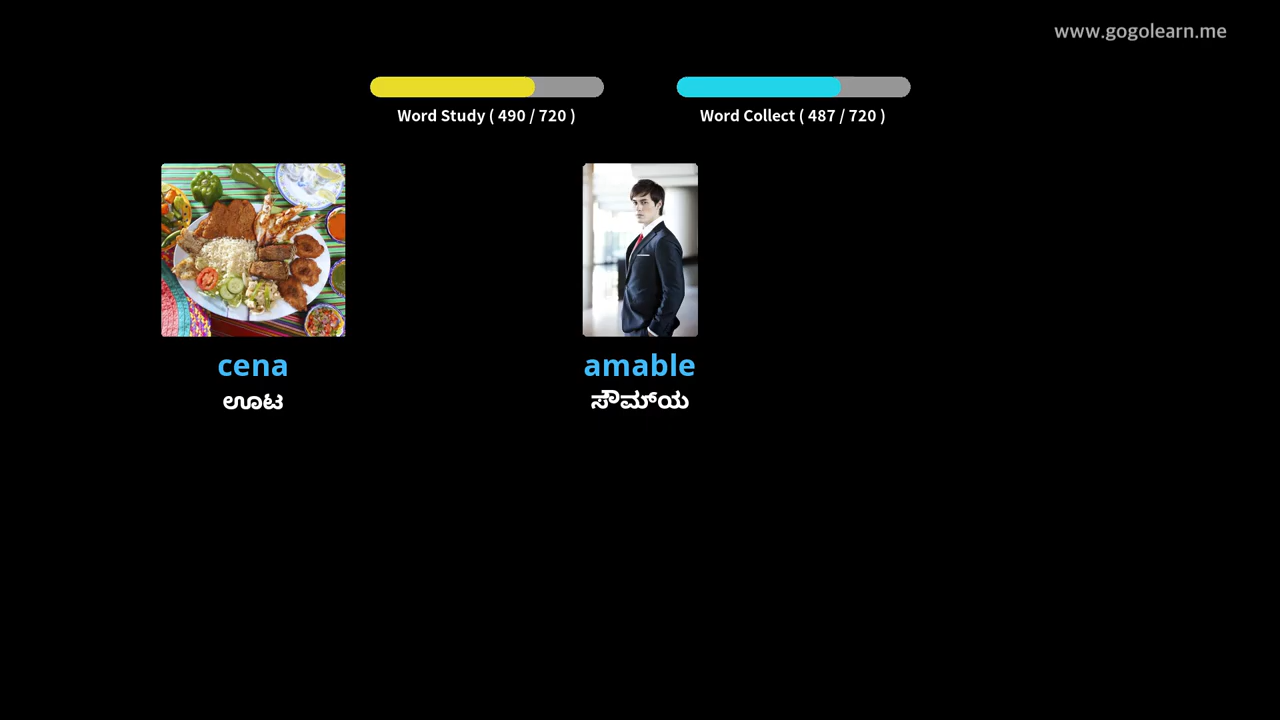 www.gogolearn.me
Word Study ( 490 / 720 )
Word Collect ( 487 / 720 )
cena
ಊಟ
amable
ಸೌಮ್ಯ